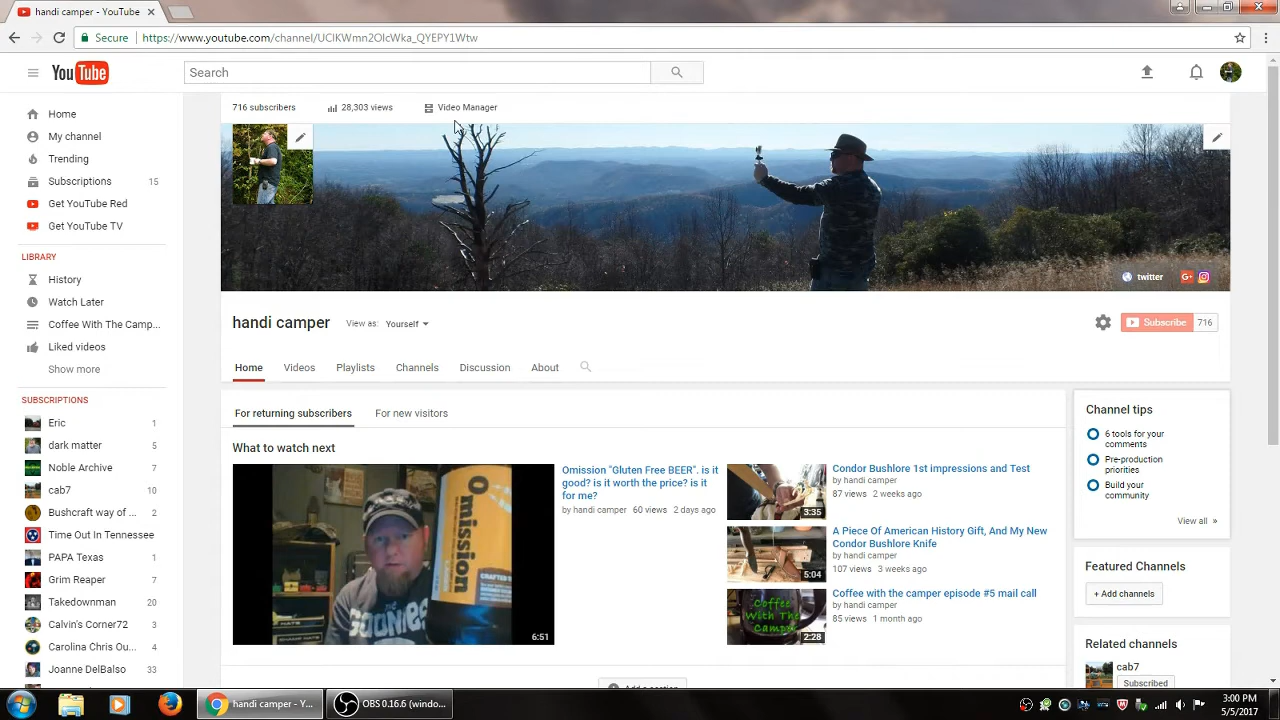 handi camper - YouTube
Secure
https://www.youtube.com/channel/UClKWmn2OlcWka_QYEPY1Wtw
YouTube
Search
Home
My channel
Trending
Subscriptions 15
Get YouTube Red
Get YouTube TV
LIBRARY
History
Watch Later
Coffee With The Camp...
Liked videos
Show more
SUBSCRIPTIONS
Eric 1
dark matter 5
Noble Archive 7
cab7 10
Bushcraft way of ... 2
Time Out In Tennessee
PAPA Texas 1
Grim Reaper 7
Takedownman 20
Calvin's Corner72 3
Carolina Chris Ou... 4
Joanne DelBalso 33
716 subscribers
28,303 views
Video Manager
twitter
handi camper
View as: Yourself
Subscribe 716
Home
Videos
Playlists
Channels
Discussion
About
For returning subscribers
For new visitors
What to watch next
Omission
6:51
Omission "Gluten Free BEER". is it
good? is it worth the price? is it
for me?
by handi camper 60 views 2 days ago
3:35
Condor Bushlore 1st impressions and Test
by handi camper
87 views 2 weeks ago
5:04
A Piece Of American History Gift, And My New
Condor Bushlore Knife
by handi camper
107 views 3 weeks ago
Coffee
With The
Camper
2:28
Coffee with the camper episode #5 mail call
by handi camper
85 views 1 month ago
Add a section
Channel tips
6 tools for your
comments
Pre-production
priorities
Build your
community
View all »
Featured Channels
+ Add channels
Related channels
cab7
Subscribed
handi camper - Y...
OBS 0.16.6 (windo...
3:00 PM
5/5/2017